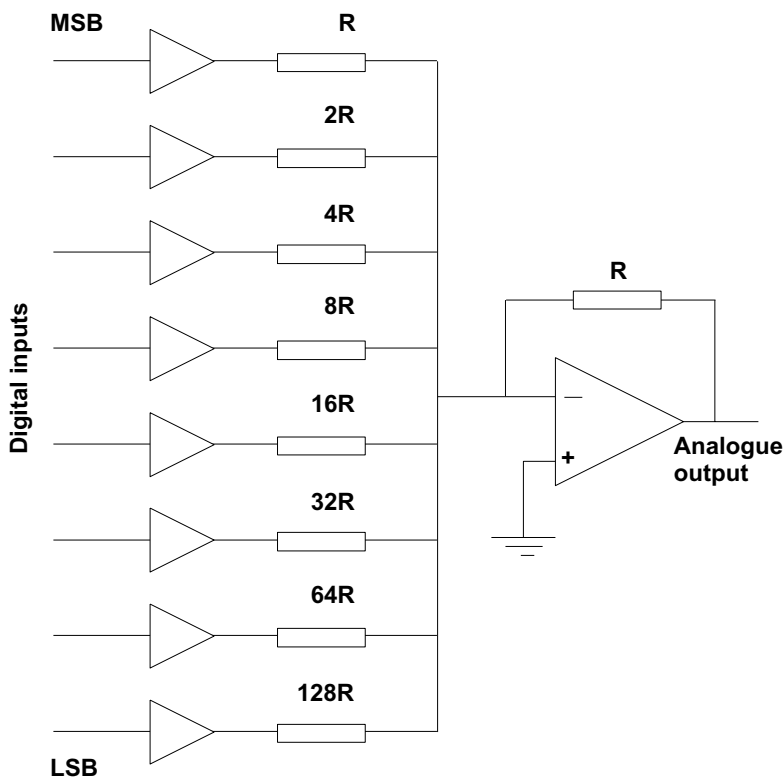 MSB
R
2R
4R
8R
16R
32R
64R
128R
LSB
Digital inputs
R
–
+
Analogue
output